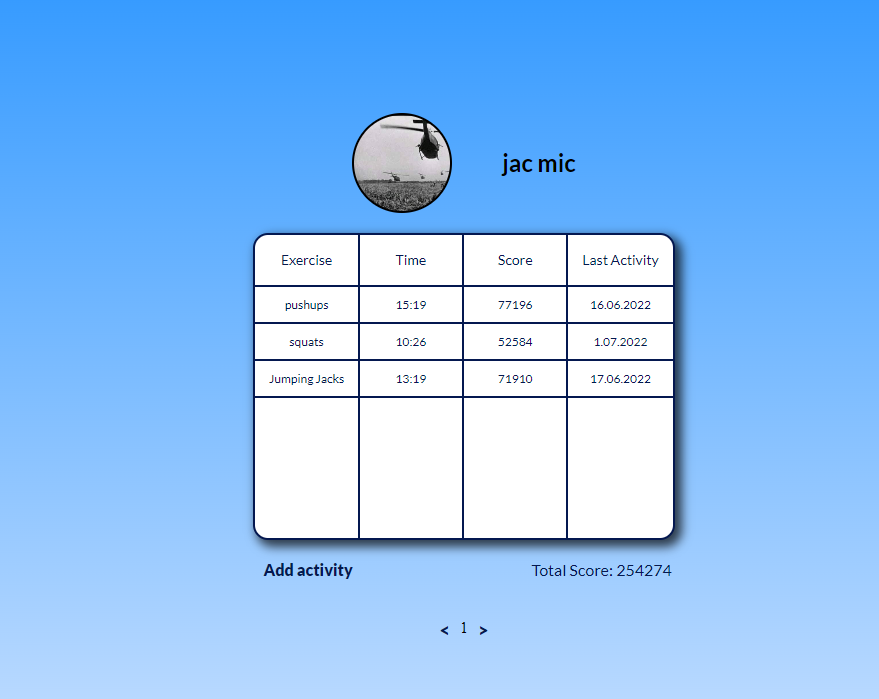 jac mic
Exercise Time Score Last Activity
pushups 15:19 77196 16.06.2022
squats 10:26 52584 1.07.2022
Jumping Jacks 13:19 71910 17.06.2022
Add activity Total Score: 254274
< 1 >